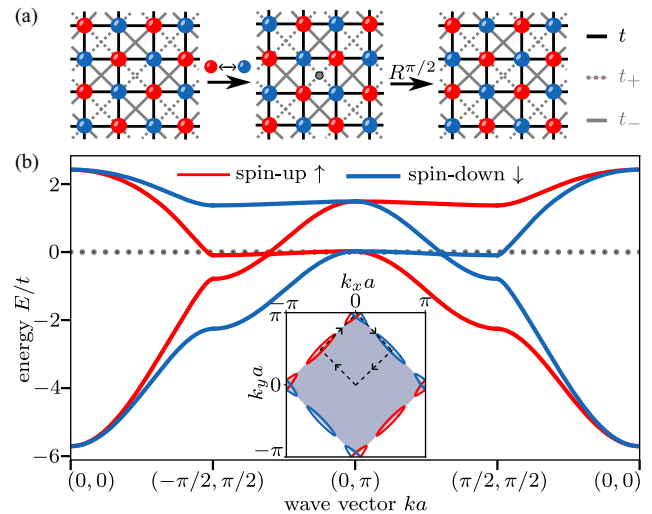 (a)
R^{π/2}
t
t_+
t_−
(b)
spin-up ↑ spin-down ↓
energy E/t
2
0
−2
−4
−6
k_x a
−π 0 π
π
k_y a
0
−π
(0, 0) (−π/2, π/2) (0, π) (π/2, π/2) (0, 0)
wave vector ka